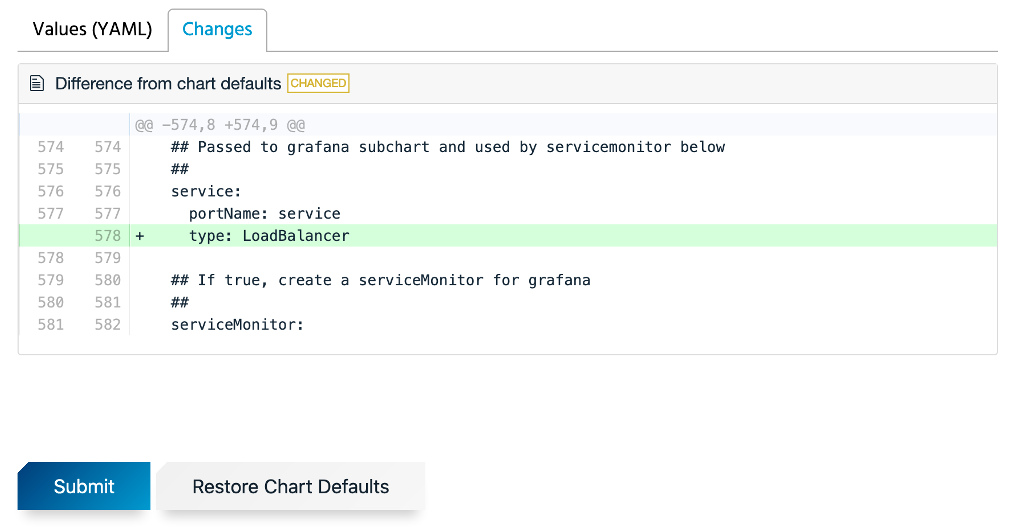 Values (YAML) Changes
Difference from chart defaults CHANGED
@@ -574,8 +574,9 @@
574 574 ## Passed to grafana subchart and used by servicemonitor below
575 575 ##
576 576 service:
577 577 portName: service
578 + type: LoadBalancer
578 579
579 580 ## If true, create a serviceMonitor for grafana
580 581 ##
581 582 serviceMonitor:
Submit Restore Chart Defaults